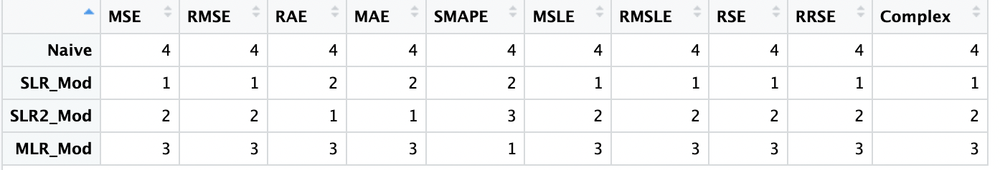 MSE RMSE RAE MAE SMAPE MSLE RMSLE RSE RRSE Complex
Naive 4 4 4 4 4 4 4 4 4 4
SLR_Mod 1 1 2 2 2 1 1 1 1 1
SLR2_Mod 2 2 1 1 3 2 2 2 2 2
MLR_Mod 3 3 3 3 1 3 3 3 3 3